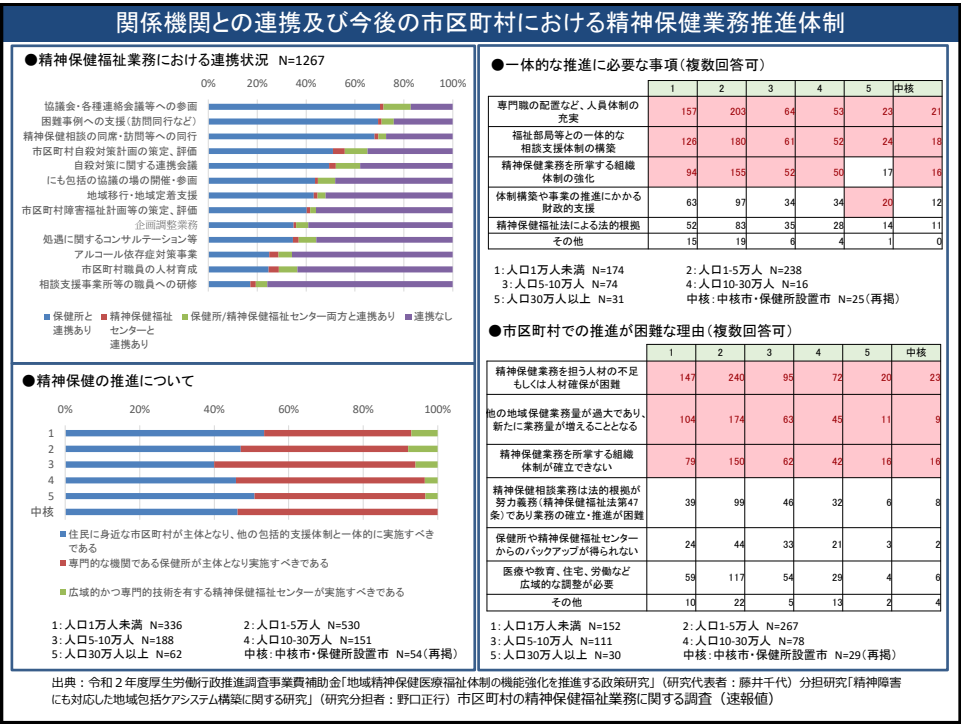 関係機関との連携及び今後の市区町村における精神保健業務推進体制
●精神保健福祉業務における連携状況 N=1267
0% 20% 40% 60% 80% 100%
協議会・各種連絡会議等への参画
困難事例への支援(訪問同行など)
精神保健相談の同席・訪問等への同行
市区町村自殺対策計画の策定、評価
自殺対策に関する連携会議
にも包括の協議の場の開催・参画
地域移行・地域定着支援
市区町村障害福祉計画等の策定、評価
企画調整業務
処遇に関するコンサルテーション等
アルコール依存症対策事業
市区町村職員の人材育成
相談支援事業所等の職員への研修
保健所と
連携あり
精神保健福祉
センターと
連携あり
保健所/精神保健福祉センター両方と連携あり
連携なし
●精神保健の推進について
0% 20% 40% 60% 80% 100%
1
2
3
4
5
中核
住民に身近な市区町村が主体となり、他の包括的支援体制と一体的に実施すべき
である
専門的な機関である保健所が主体となり実施すべきである
広域的かつ専門的技術を有する精神保健福祉センターが実施すべきである
1:人口1万人未満 N=336 2:人口1-5万人 N=530
3:人口5-10万人 N=188 4:人口10-30万人 N=151
5:人口30万人以上 N=62 中核:中核市・保健所設置市 N=54(再掲)
●一体的な推進に必要な事項(複数回答可)
1 2 3 4 5 中核
専門職の配置など、人員体制の
充実 157 203 64 53 23 21
福祉部局等との一体的な
相談支援体制の構築 126 180 61 52 24 18
精神保健業務を所掌する組織
体制の強化 94 155 52 50 17 16
体制構築や事業の推進にかかる
財政的支援 63 97 34 34 20 12
精神保健福祉法による法的根拠 52 83 35 28 14 11
その他 15 19 6 4 1 0
1:人口1万人未満 N=174 2:人口1-5万人 N=238
3:人口5-10万人 N=74 4:人口10-30万人 N=16
5:人口30万人以上 N=31 中核:中核市・保健所設置市 N=25(再掲)
●市区町村での推進が困難な理由(複数回答可)
1 2 3 4 5 中核
精神保健業務を担う人材の不足
もしくは人材確保が困難 147 240 95 72 20 23
他の地域保健業務量が過大であり、
新たに業務量が増えることとなる 104 174 63 45 11 9
精神保健業務を所掌する組織
体制が確立できない 79 150 62 42 16 16
精神保健相談業務は法的根拠が
努力義務(精神保健福祉法第47
条)であり業務の確立・推進が困難 39 99 46 32 6 8
保健所や精神保健福祉センター
からのバックアップが得られない 24 44 33 21 3 2
医療や教育、住宅、労働など
広域的な調整が必要 59 117 54 29 4 6
その他 10 22 5 13 2 4
1:人口1万人未満 N=152 2:人口1-5万人 N=267
3:人口5-10万人 N=111 4:人口10-30万人 N=78
5:人口30万人以上 N=30 中核:中核市・保健所設置市 N=29(再掲)
出典:令和２年度厚生労働行政推進調査事業費補助金「地域精神保健医療福祉体制の機能強化を推進する政策研究」(研究代表者:藤井千代)分担研究「精神障害
にも対応した地域包括ケアシステム構築に関する研究」(研究分担者:野口正行)市区町村の精神保健福祉業務に関する調査(速報値)